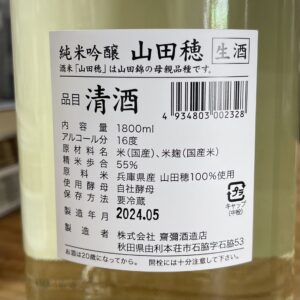 純米吟醸 山田穂 生酒
酒米「山田穂」は山田錦の母親品種です。
品目 清酒
4 934803 002328
内容量 1800ml
アルコール分 16度
原材料名 米(国産)、米麹(国産米)
精米歩合 55%
原料米 兵庫県産 山田穂100%使用
使用酵母 自社酵母
保存方法 要冷蔵
キャップ
(中栓)
製造年月 2024.05
製造者 株式会社 齋彌酒造店
秋田県由利本荘市石脇字石脇53
お酒は20歳になってから。 開栓には十分注意して下さい。